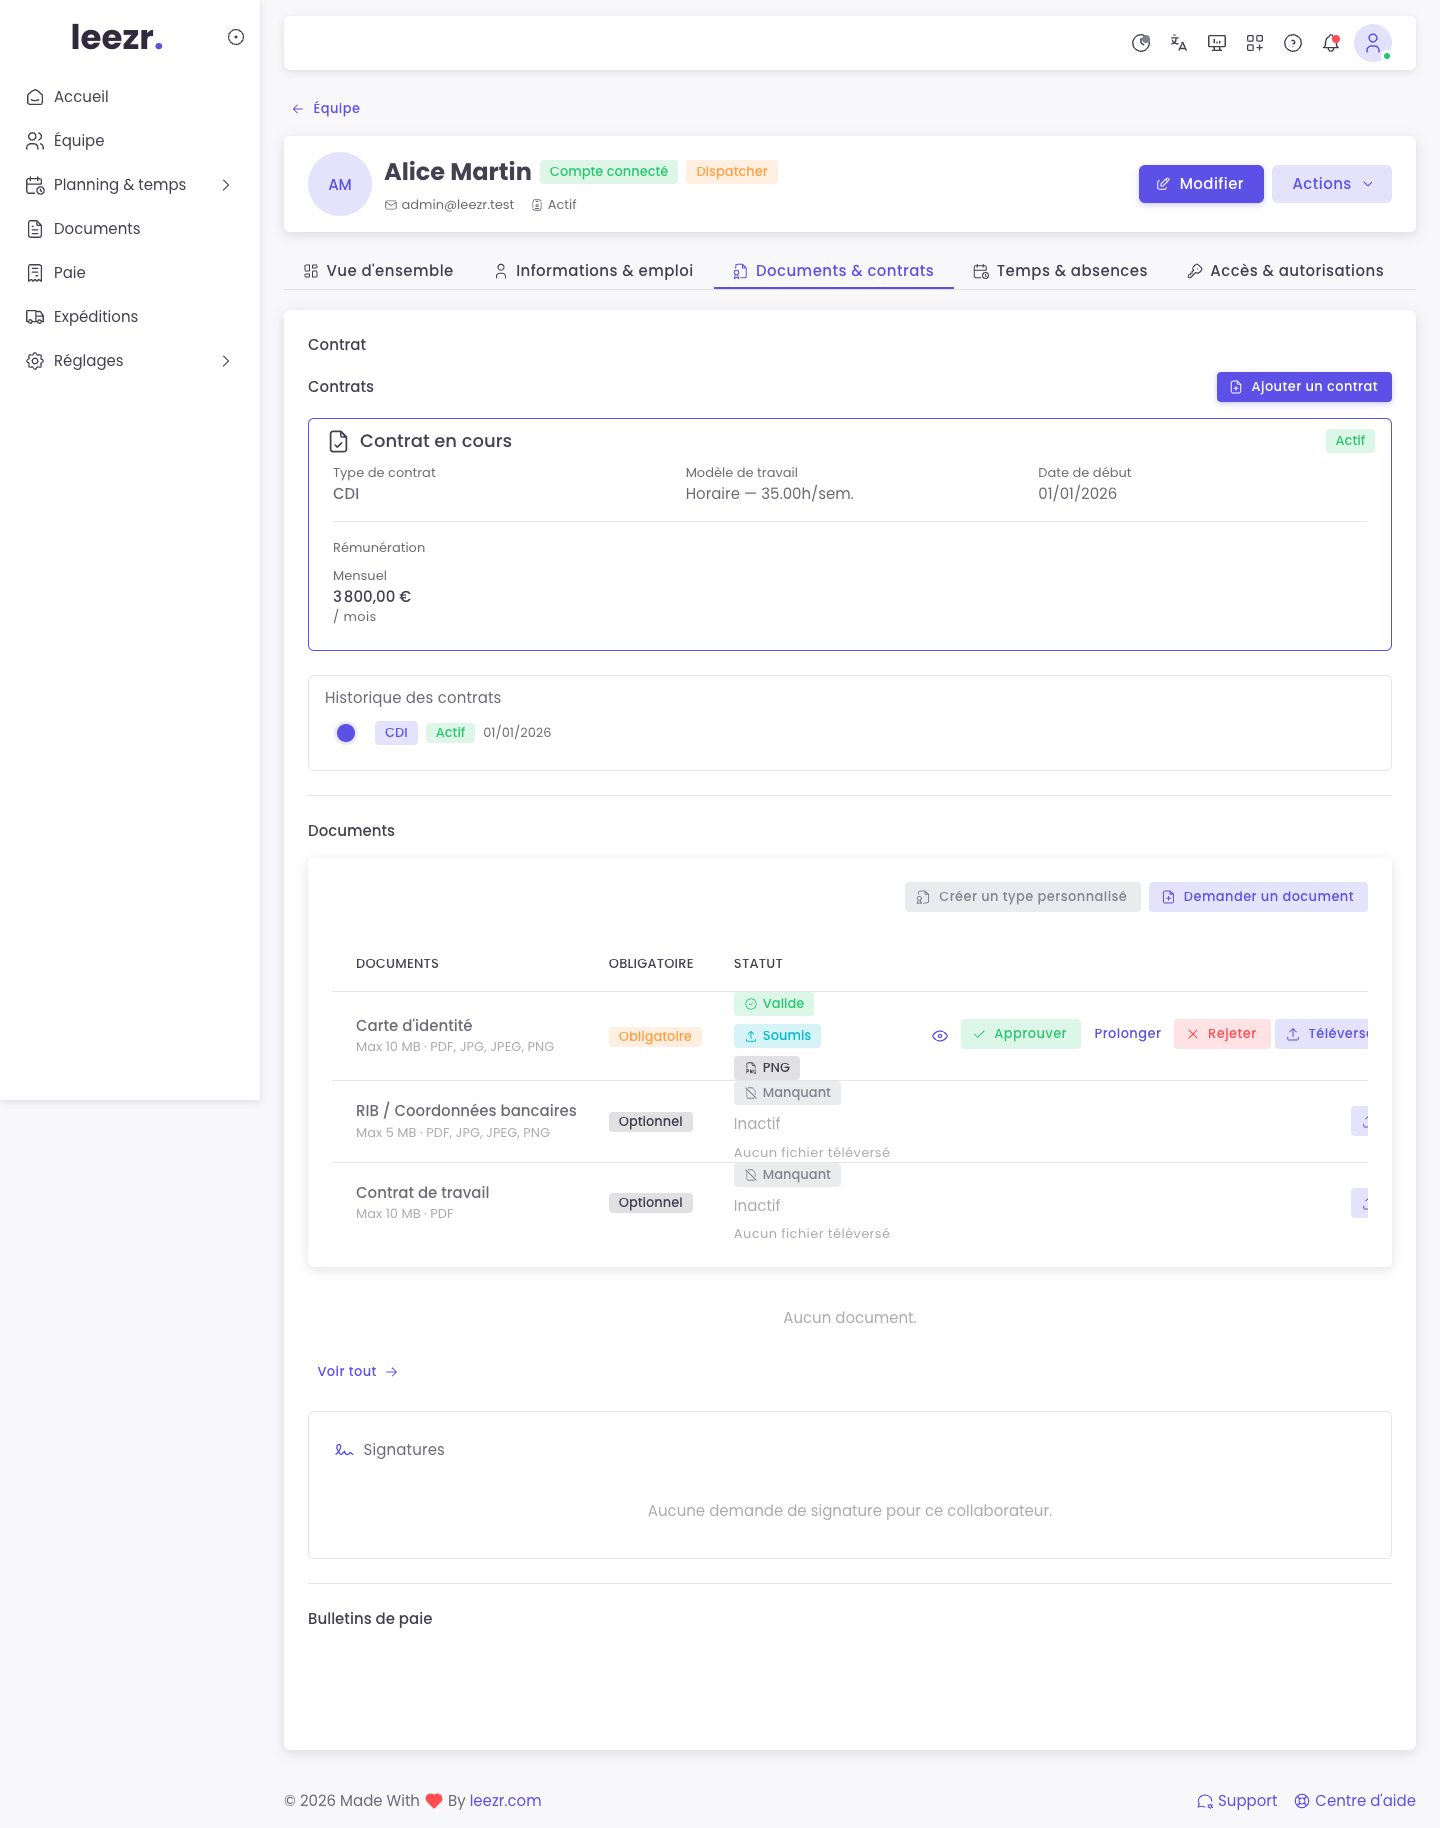 leezr.
Accueil
Équipe
Planning & temps
Documents
Paie
Expéditions
Réglages
Équipe
AM
Alice Martin
Compte connecté
Dispatcher
admin@leezr.test
Actif
Modifier
Actions
Vue d'ensemble
Informations & emploi
Documents & contrats
Temps & absences
Accès & autorisations
Contrat
Contrats
Ajouter un contrat
Contrat en cours
Actif
Type de contrat
CDI
Modèle de travail
Horaire — 35.00h/sem.
Date de début
01/01/2026
Rémunération
Mensuel
3 800,00 €
/ mois
Historique des contrats
CDI
Actif
01/01/2026
Documents
Créer un type personnalisé
Demander un document
DOCUMENTS
OBLIGATOIRE
STATUT
Carte d'identité
Max 10 MB · PDF, JPG, JPEG, PNG
Obligatoire
Valide
Soumis
PNG
Approuver
Prolonger
Rejeter
Télévers
RIB / Coordonnées bancaires
Max 5 MB · PDF, JPG, JPEG, PNG
Optionnel
Manquant
Inactif
Aucun fichier téléversé
Contrat de travail
Max 10 MB · PDF
Optionnel
Manquant
Inactif
Aucun fichier téléversé
Aucun document.
Voir tout
Signatures
Aucune demande de signature pour ce collaborateur.
Bulletins de paie
© 2026 Made With
By leezr.com
Support
Centre d'aide